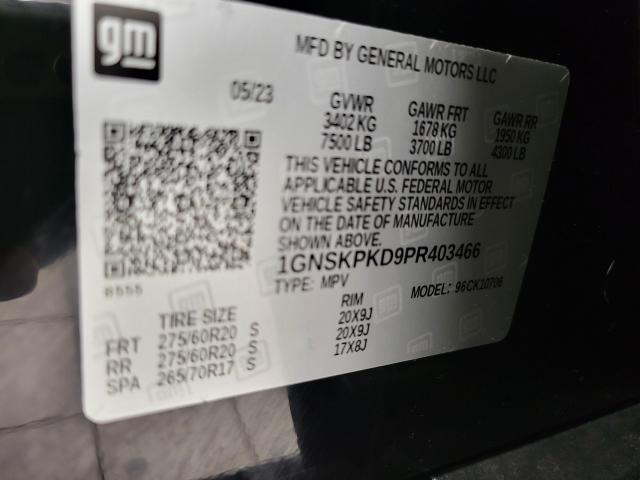 gm
MFD BY GENERAL MOTORS LLC
05/23
GVWR GAWR FRT GAWR RR
3402 KG 1678 KG 1950 KG
7500 LB 3700 LB 4300 LB
THIS VEHICLE CONFORMS TO ALL
APPLICABLE U.S. FEDERAL MOTOR
VEHICLE SAFETY STANDARDS IN EFFECT
ON THE DATE OF MANUFACTURE
SHOWN ABOVE.
1GNSKPKD9PR403466
TYPE: MPV MODEL: 96CK10706
8555
TIRE SIZE RIM
FRT 275/60R20 S 20X9J
RR 275/60R20 S 20X9J
SPA 265/70R17 S 17X8J